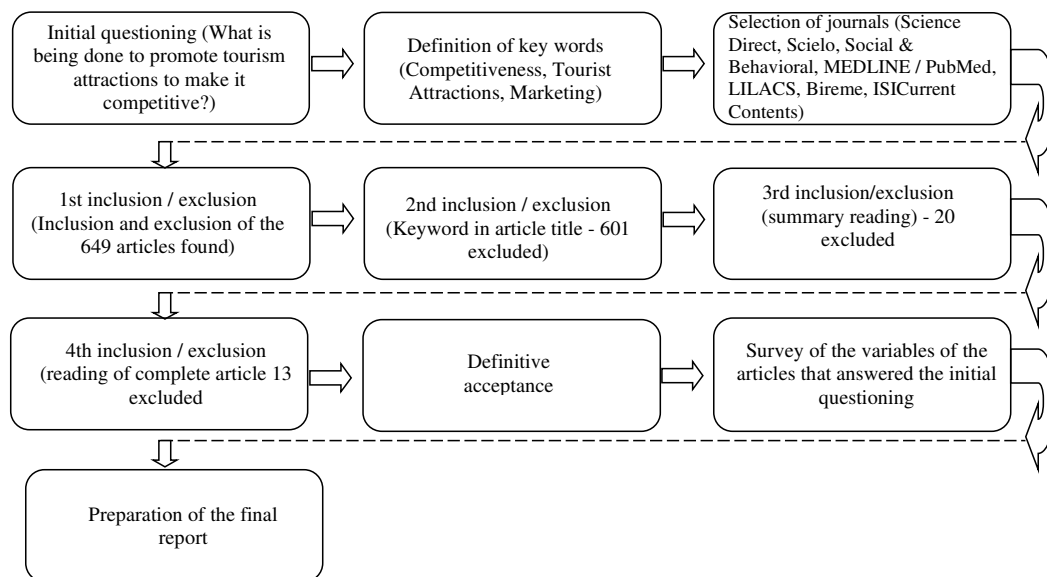 Initial questioning (What is
being done to promote tourism
attractions to make it
competitive?)
Definition of key words
(Competitiveness, Tourist
Attractions, Marketing)
Selection of journals (Science
Direct, Scielo, Social &
Behavioral, MEDLINE / PubMed,
LILACS, Bireme, ISICurrent
Contents)
1st inclusion / exclusion
(Inclusion and exclusion of the
649 articles found)
2nd inclusion / exclusion
(Keyword in article title - 601
excluded)
3rd inclusion/exclusion
(summary reading) - 20
excluded
4th inclusion / exclusion
(reading of complete article 13
excluded
Definitive
acceptance
Survey of the variables of the
articles that answered the initial
questioning
Preparation of the final
report